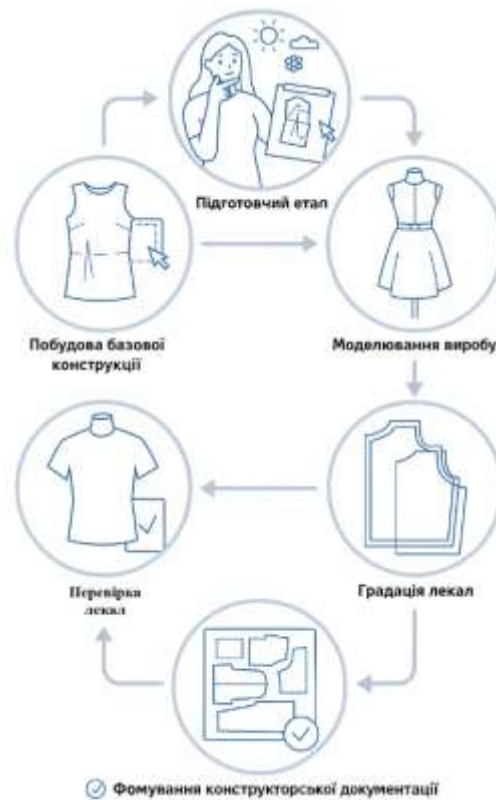 Підготовчий етап
Побудова базової
конструкції
Моделювання виробу
Перевірка
лекал
Градація лекал
Фомування конструкторської документації